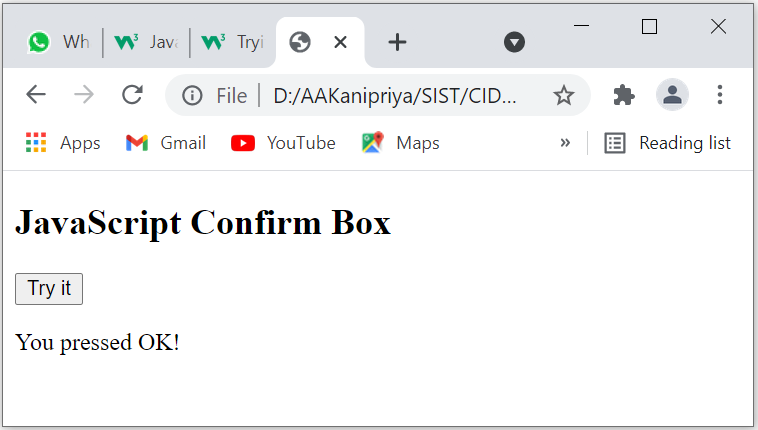 Wh
Java
Tryi
File
D:/AAKanipriya/SIST/CID...
Apps
Gmail
YouTube
Maps
»
Reading list
JavaScript Confirm Box
Try it
You pressed OK!